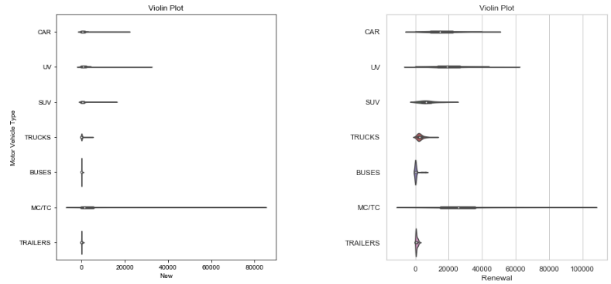 Violin Plot
CAR
UV
SUV
TRUCKS
BUSES
MC/TC
TRAILERS
Motor Vehicle Type
0 20000 40000 60000 80000
New
Violin Plot
CAR
UV
SUV
TRUCKS
BUSES
MC/TC
TRAILERS
0 20000 40000 60000 80000 100000
Renewal